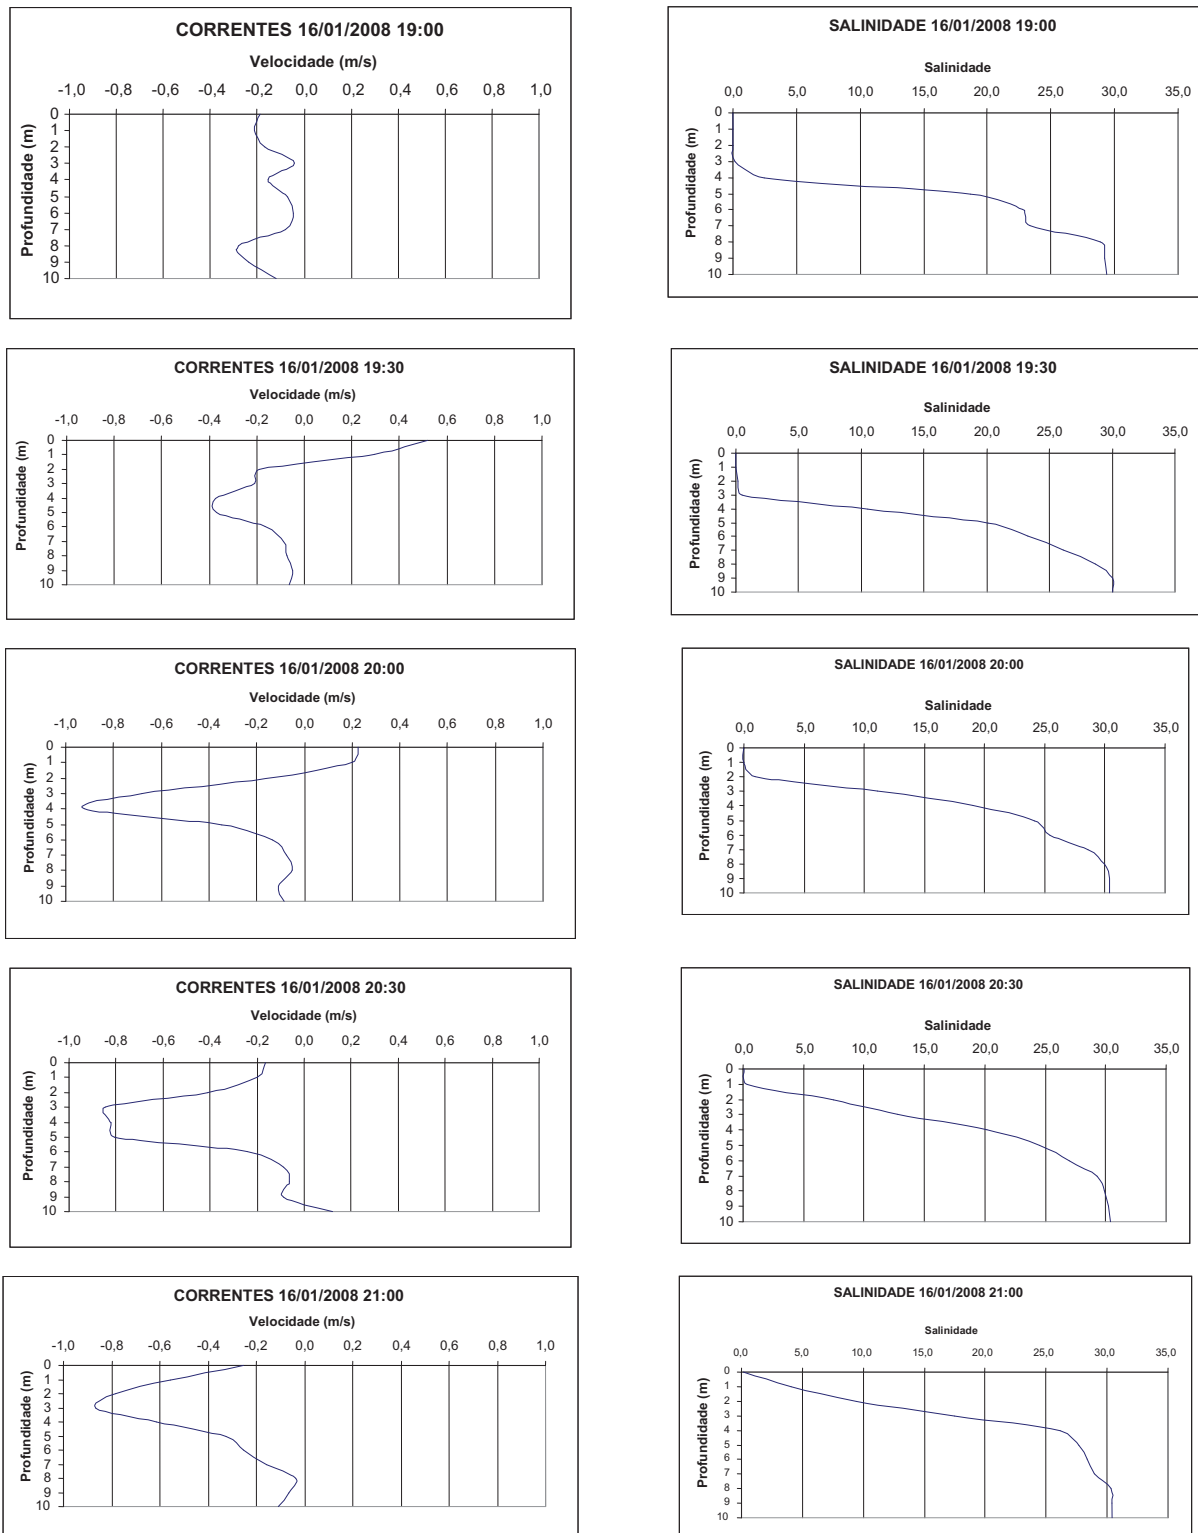 CORRENTES 16/01/2008 19:00
Velocidade (m/s)
-1,0 -0,8 -0,6 -0,4 -0,2 0,0 0,2 0,4 0,6 0,8 1,0
Profundidade (m)
0
1
2
3
4
5
6
7
8
9
10
SALINIDADE 16/01/2008 19:00
Salinidade
0,0 5,0 10,0 15,0 20,0 25,0 30,0 35,0
Profundidade (m)
0
1
2
3
4
5
6
7
8
9
10
CORRENTES 16/01/2008 19:30
Velocidade (m/s)
-1,0 -0,8 -0,6 -0,4 -0,2 0,0 0,2 0,4 0,6 0,8 1,0
Profundidade (m)
0
1
2
3
4
5
6
7
8
9
10
SALINIDADE 16/01/2008 19:30
Salinidade
0,0 5,0 10,0 15,0 20,0 25,0 30,0 35,0
Profundidade (m)
0
1
2
3
4
5
6
7
8
9
10
CORRENTES 16/01/2008 20:00
Velocidade (m/s)
-1,0 -0,8 -0,6 -0,4 -0,2 0,0 0,2 0,4 0,6 0,8 1,0
Profundidade (m)
0
1
2
3
4
5
6
7
8
9
10
SALINIDADE 16/01/2008 20:00
Salinidade
0,0 5,0 10,0 15,0 20,0 25,0 30,0 35,0
Profundidade (m)
0
1
2
3
4
5
6
7
8
9
10
CORRENTES 16/01/2008 20:30
Velocidade (m/s)
-1,0 -0,8 -0,6 -0,4 -0,2 0,0 0,2 0,4 0,6 0,8 1,0
Profundidade (m)
0
1
2
3
4
5
6
7
8
9
10
SALINIDADE 16/01/2008 20:30
Salinidade
0,0 5,0 10,0 15,0 20,0 25,0 30,0 35,0
Profundidade (m)
0
1
2
3
4
5
6
7
8
9
10
CORRENTES 16/01/2008 21:00
Velocidade (m/s)
-1,0 -0,8 -0,6 -0,4 -0,2 0,0 0,2 0,4 0,6 0,8 1,0
Profundidade (m)
0
1
2
3
4
5
6
7
8
9
10
SALINIDADE 16/01/2008 21:00
Salinidade
0,0 5,0 10,0 15,0 20,0 25,0 30,0 35,0
Profundidade (m)
0
1
2
3
4
5
6
7
8
9
10